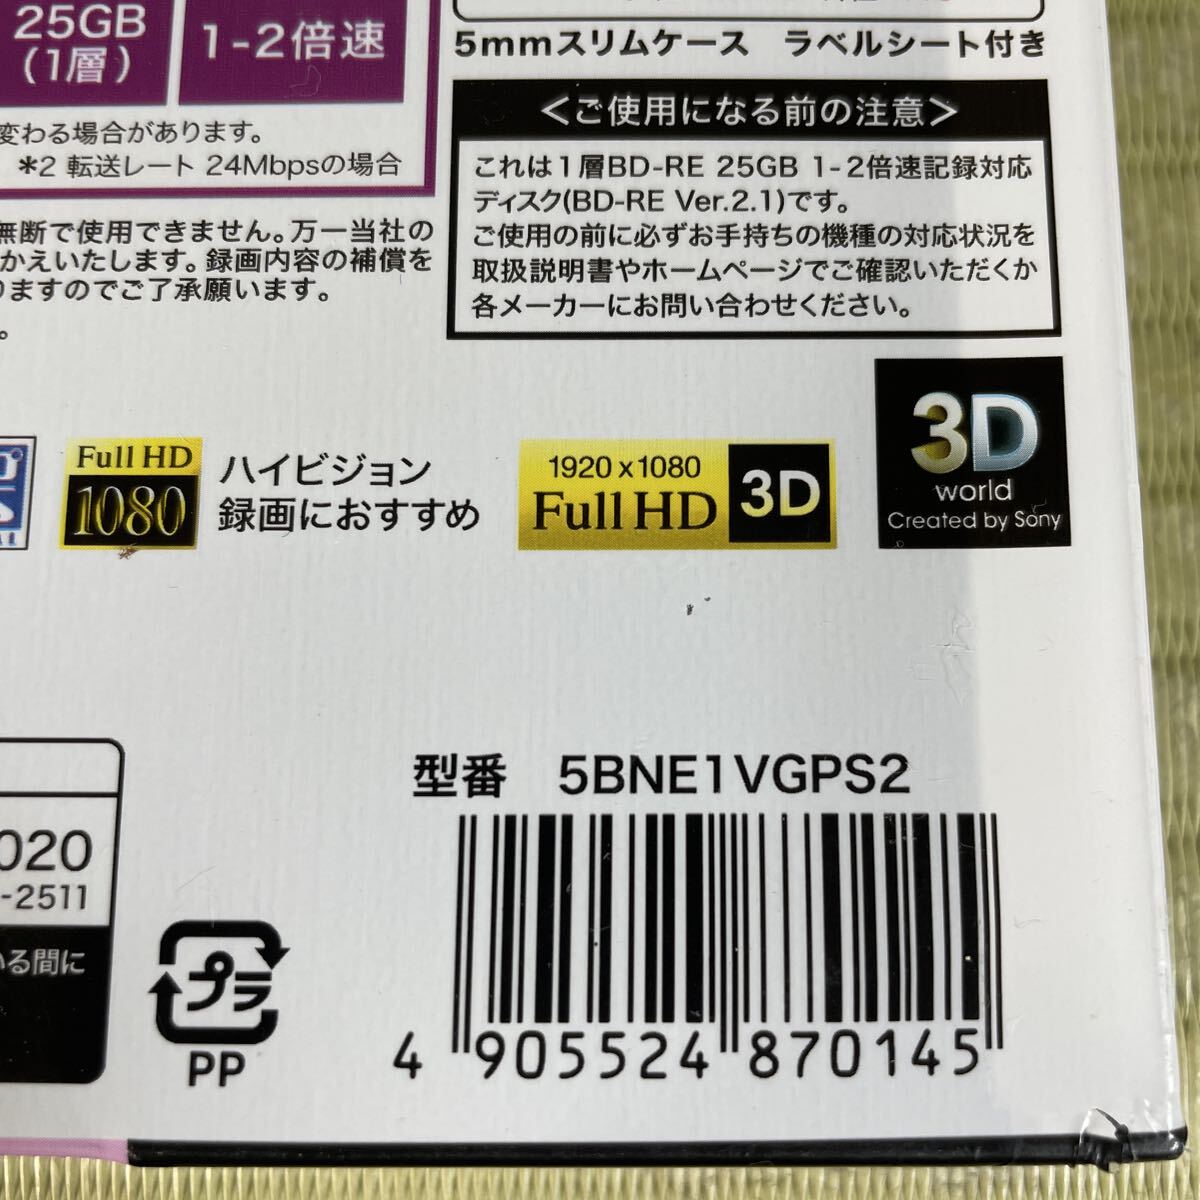 25GB
(1層)
1-2倍速
5mmスリムケース ラベルシート付き
変わる場合があります。
*2 転送レート 24Mbpsの場合
無断で使用できません。万一当社の
かえいたします。録画内容の補償を
りますのでご了承願います。
。
＜ご使用になる前の注意＞
これは1層BD-RE 25GB 1-2倍速記録対応
ディスク(BD-RE Ver.2.1)です。
ご使用の前に必ずお手持ちの機種の対応状況を
取扱説明書やホームページでご確認いただくか
各メーカーにお問い合わせください。
Full HD
1080
ハイビジョン
録画におすすめ
1920 x 1080
Full HD 3D
3D
world
Created by Sony
型番 5BNE1VGPS2
020
-2511
いる間に
プラ
PP
4 905524 870145